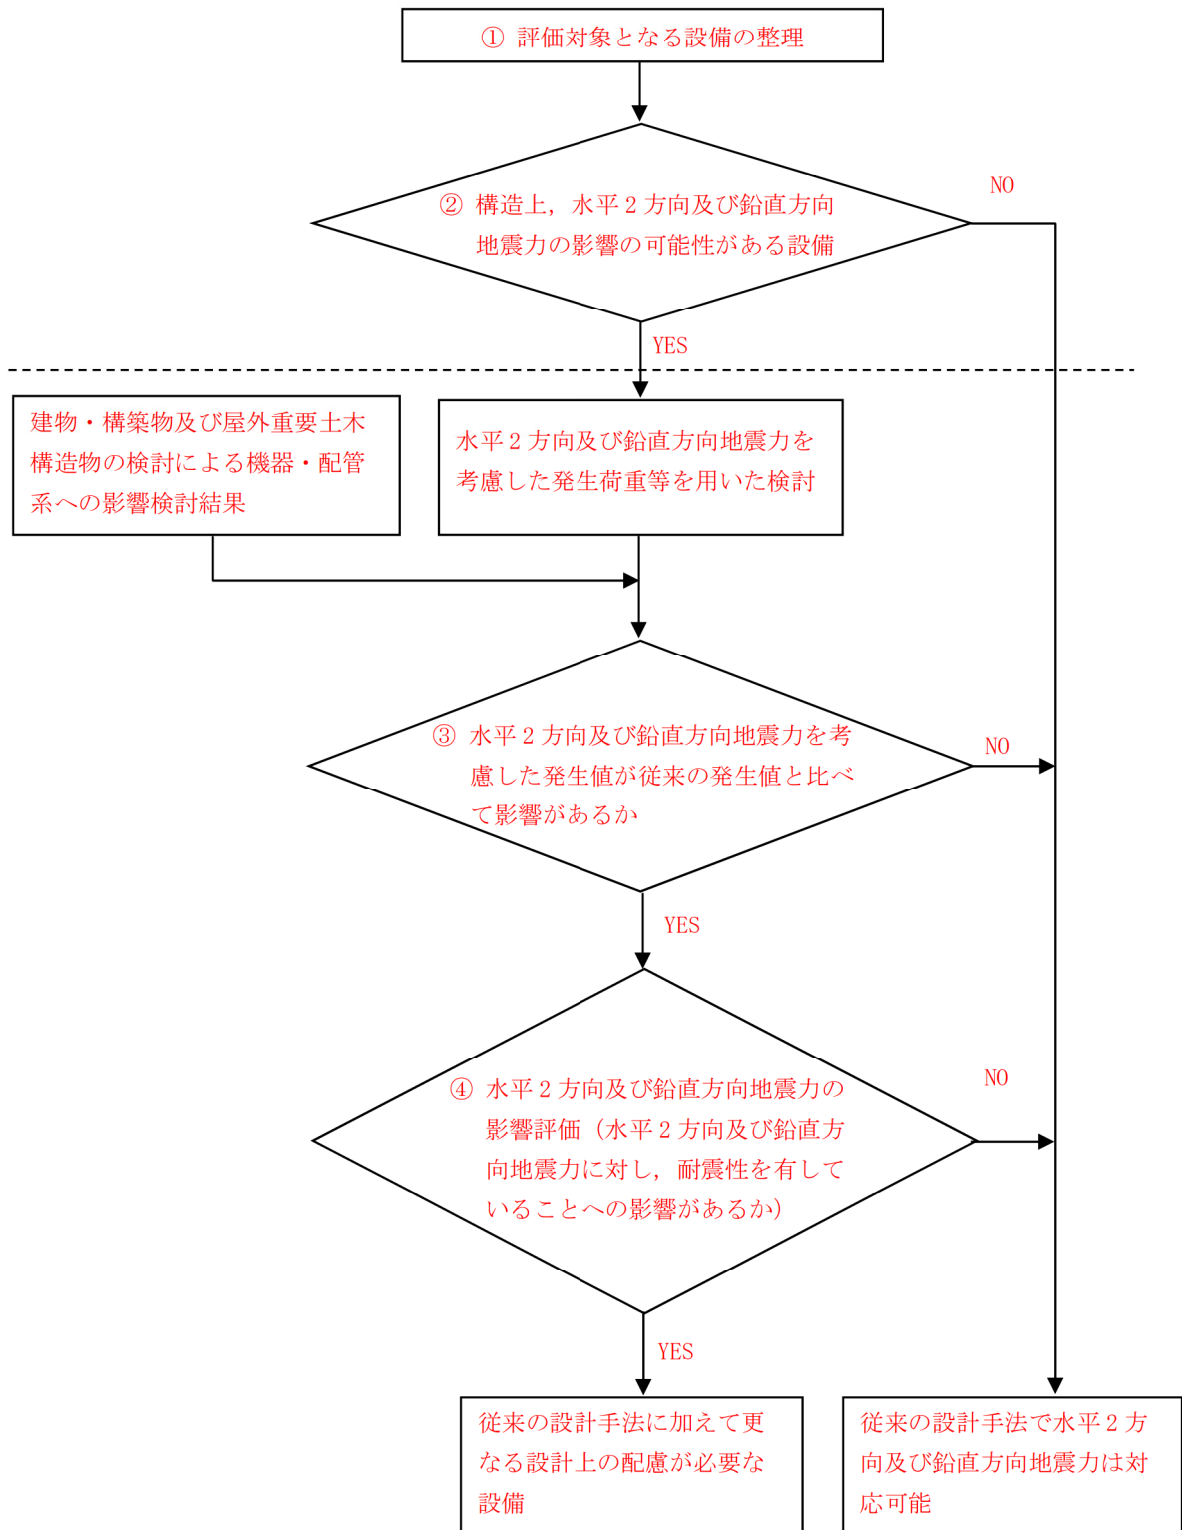 ① 評価対象となる設備の整理
② 構造上，水平２方向及び鉛直方向
地震力の影響の可能性がある設備
NO
YES
建物・構築物及び屋外重要土木
構造物の検討による機器・配管
系への影響検討結果
水平２方向及び鉛直方向地震力を
考慮した発生荷重等を用いた検討
③ 水平２方向及び鉛直方向地震力を考
慮した発生値が従来の発生値と比べ
て影響があるか
NO
YES
④ 水平２方向及び鉛直方向地震力の
影響評価（水平２方向及び鉛直方
向地震力に対し，耐震性を有して
いることへの影響があるか）
NO
YES
従来の設計手法に加えて更
なる設計上の配慮が必要な
設備
従来の設計手法で水平２方
向及び鉛直方向地震力は対
応可能